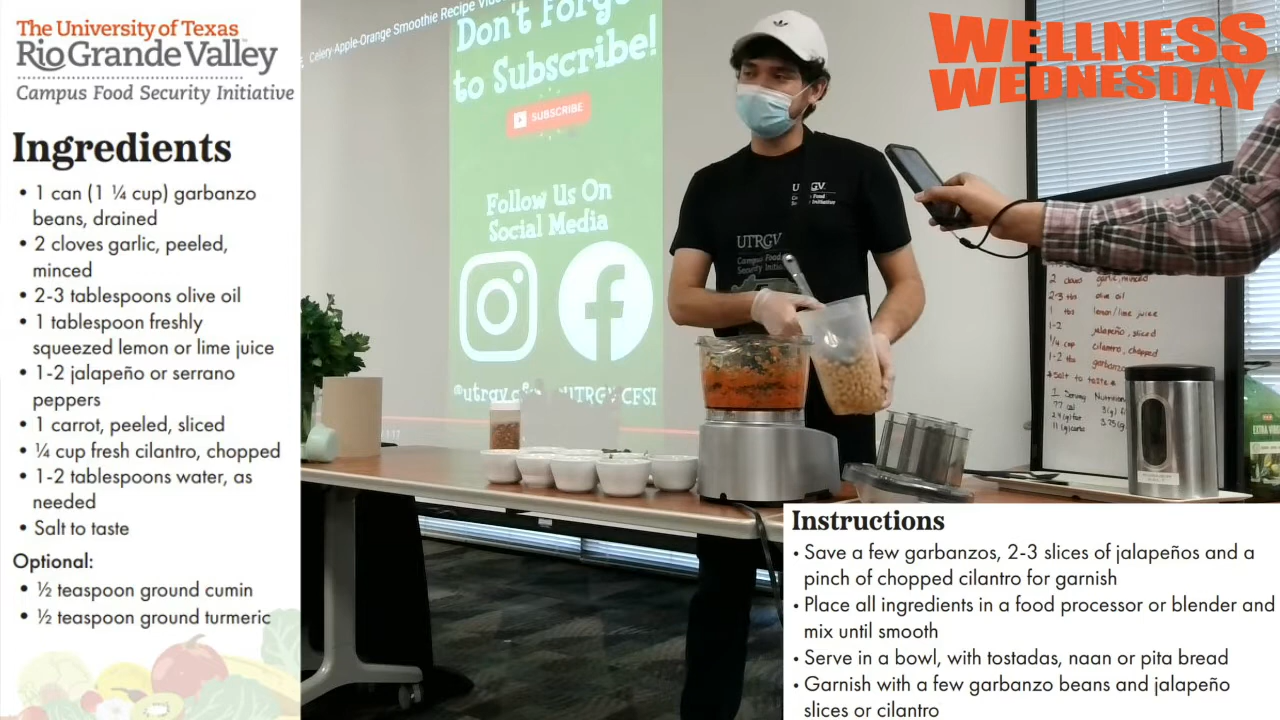 The University of Texas
Rio Grande Valley
Campus Food Security Initiative
Ingredients
• 1 can (1 ¼ cup) garbanzo
beans, drained
• 2 cloves garlic, peeled,
minced
• 2-3 tablespoons olive oil
• 1 tablespoon freshly
squeezed lemon or lime juice
• 1-2 jalapeño or serrano
peppers
• 1 carrot, peeled, sliced
• ¼ cup fresh cilantro, chopped
• 1-2 tablespoons water, as
needed
• Salt to taste
Optional:
• ½ teaspoon ground cumin
• ½ teaspoon ground turmeric
Celery-Apple-Orange Smoothie Recipe
Don't
to Subscribe!
SUBSCRIBE
Follow Us On
Social Media
WELLNESS
WEDNESDAY
UTRGV
Campus Food
Security
2 cloves garlic, minced
2-3 tbs olive oil
1 tbs lemon/lime juice
1-2 jalapeño, sliced
¼ cup cilantro, chopped
1-2 tbs
Salt to taste
EXTRA
Instructions
• Save a few garbanzos, 2-3 slices of jalapeños and a
pinch of chopped cilantro for garnish
• Place all ingredients in a food processor or blender and
mix until smooth
• Serve in a bowl, with tostadas, naan or pita bread
• Garnish with a few garbanzo beans and jalapeño
slices or cilantro